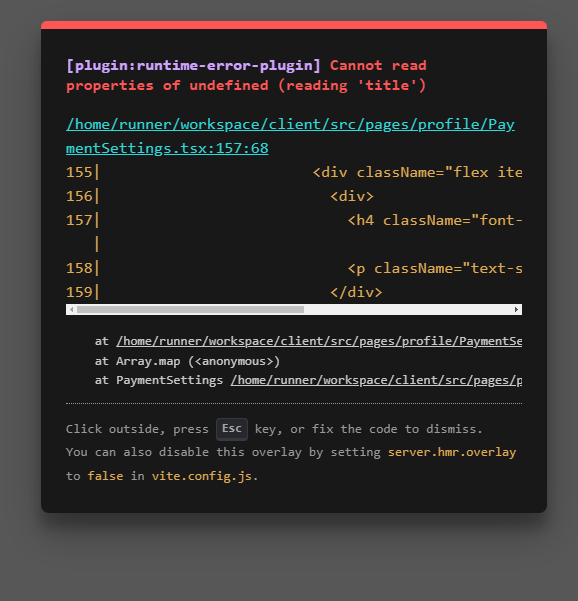 [plugin:runtime-error-plugin] Cannot read
properties of undefined (reading 'title')
/home/runner/workspace/client/src/pages/profile/Pay
mentSettings.tsx:157:68
155|                        <div className="flex ite
156|                          <div>
157|                            <h4 className="font-
   |
158|                            <p className="text-s
159|                          </div>
at /home/runner/workspace/client/src/pages/profile/PaymentSe
at Array.map (<anonymous>)
at PaymentSettings /home/runner/workspace/client/src/pages/p
Click outside, press Esc key, or fix the code to dismiss.
You can also disable this overlay by setting server.hmr.overlay
to false in vite.config.js.